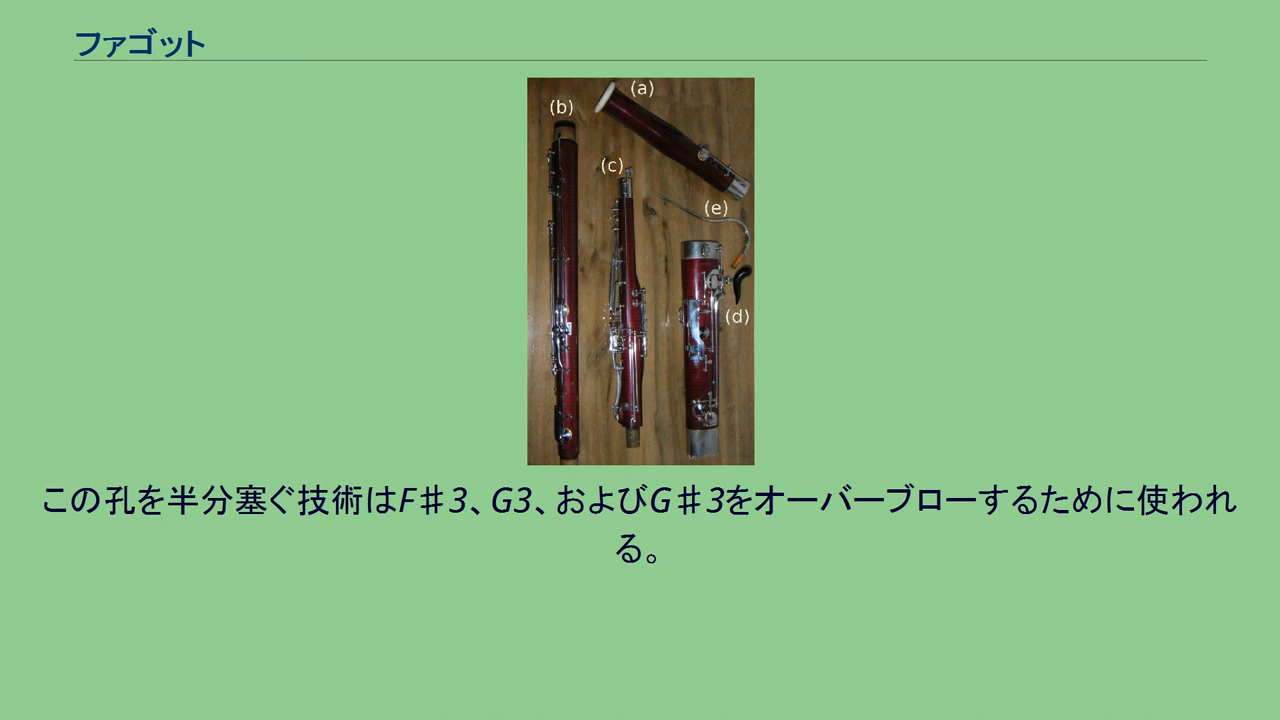 ファゴット
(a)
(b)
(c)
(e)
(d)
この孔を半分塞ぐ技術はF♯3、G3、およびG♯3をオーバーブローするために使われ
る。